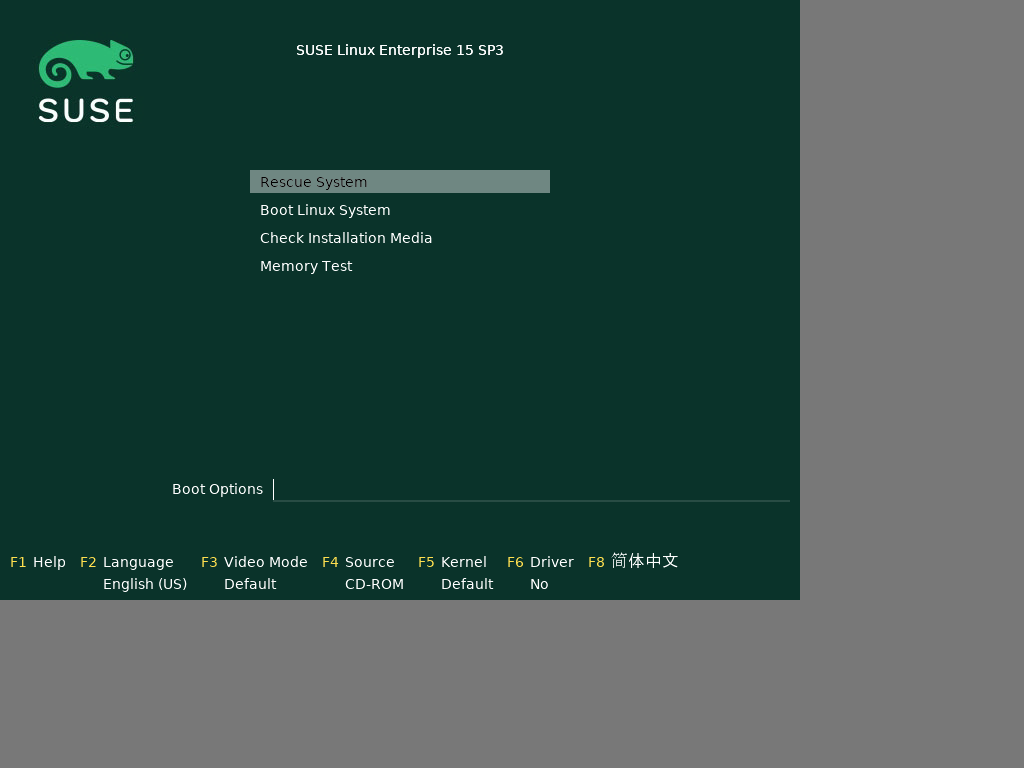 SUSE
SUSE Linux Enterprise 15 SP3
Rescue System
Boot Linux System
Check Installation Media
Memory Test
Boot Options
F1 Help F2 Language F3 Video Mode F4 Source F5 Kernel F6 Driver F8 简体中文
English (US) Default CD-ROM Default No